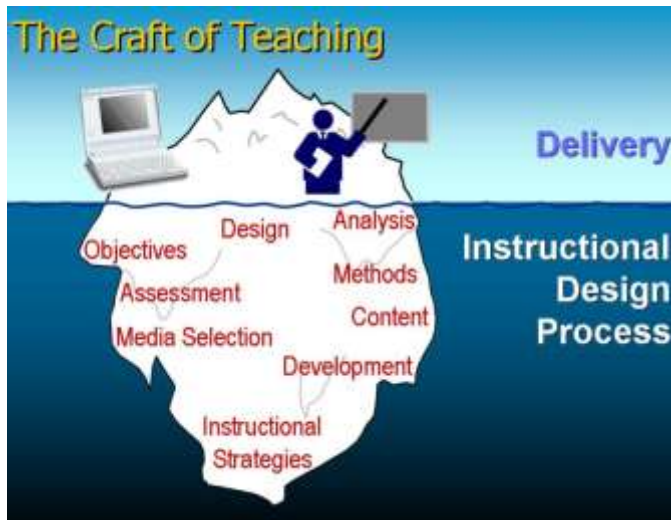 The Craft of Teaching
Delivery
Design
Analysis
Objectives
Instructional
Design
Process
Methods
Assessment
Content
Media Selection
Development
Instructional
Strategies